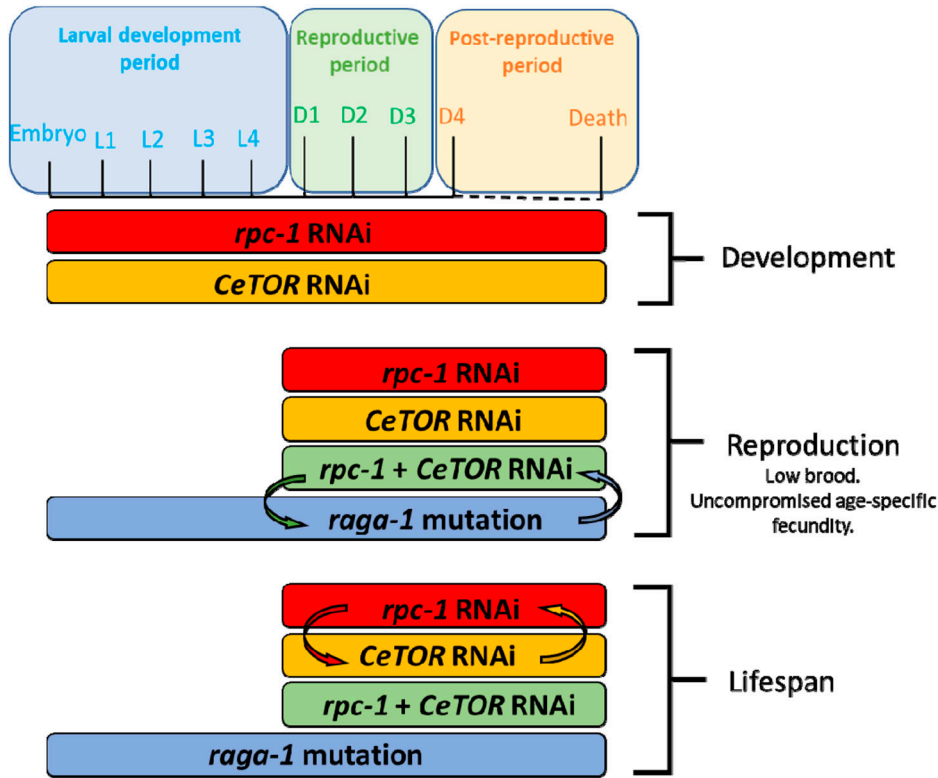 Larval development
period
Reproductive
period
Post-reproductive
period
Embryo L1 L2 L3 L4 D1 D2 D3 D4 Death
rpc-1 RNAi
CeTOR RNAi
Development
rpc-1 RNAi
CeTOR RNAi
rpc-1 + CeTOR RNAi
raga-1 mutation
Reproduction
Low brood.
Uncompromised age-specific
fecundity.
rpc-1 RNAi
CeTOR RNAi
rpc-1 + CeTOR RNAi
raga-1 mutation
Lifespan